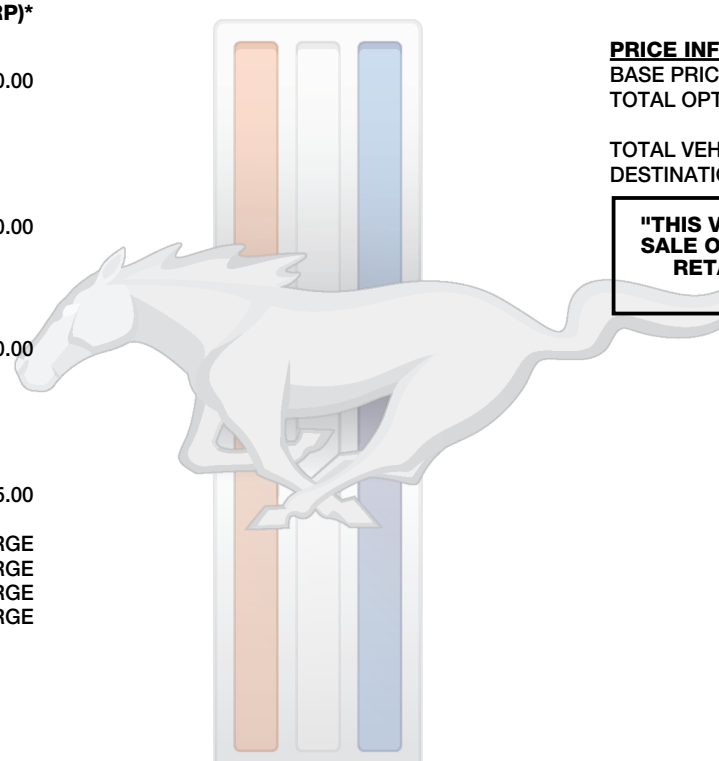 RP)*
0.00
0.00
0.00
5.00
RGE
RGE
RGE
RGE
PRICE INF
BASE PRIC
TOTAL OPT
TOTAL VEH
DESTINATIO
"THIS V
SALE O
RETA